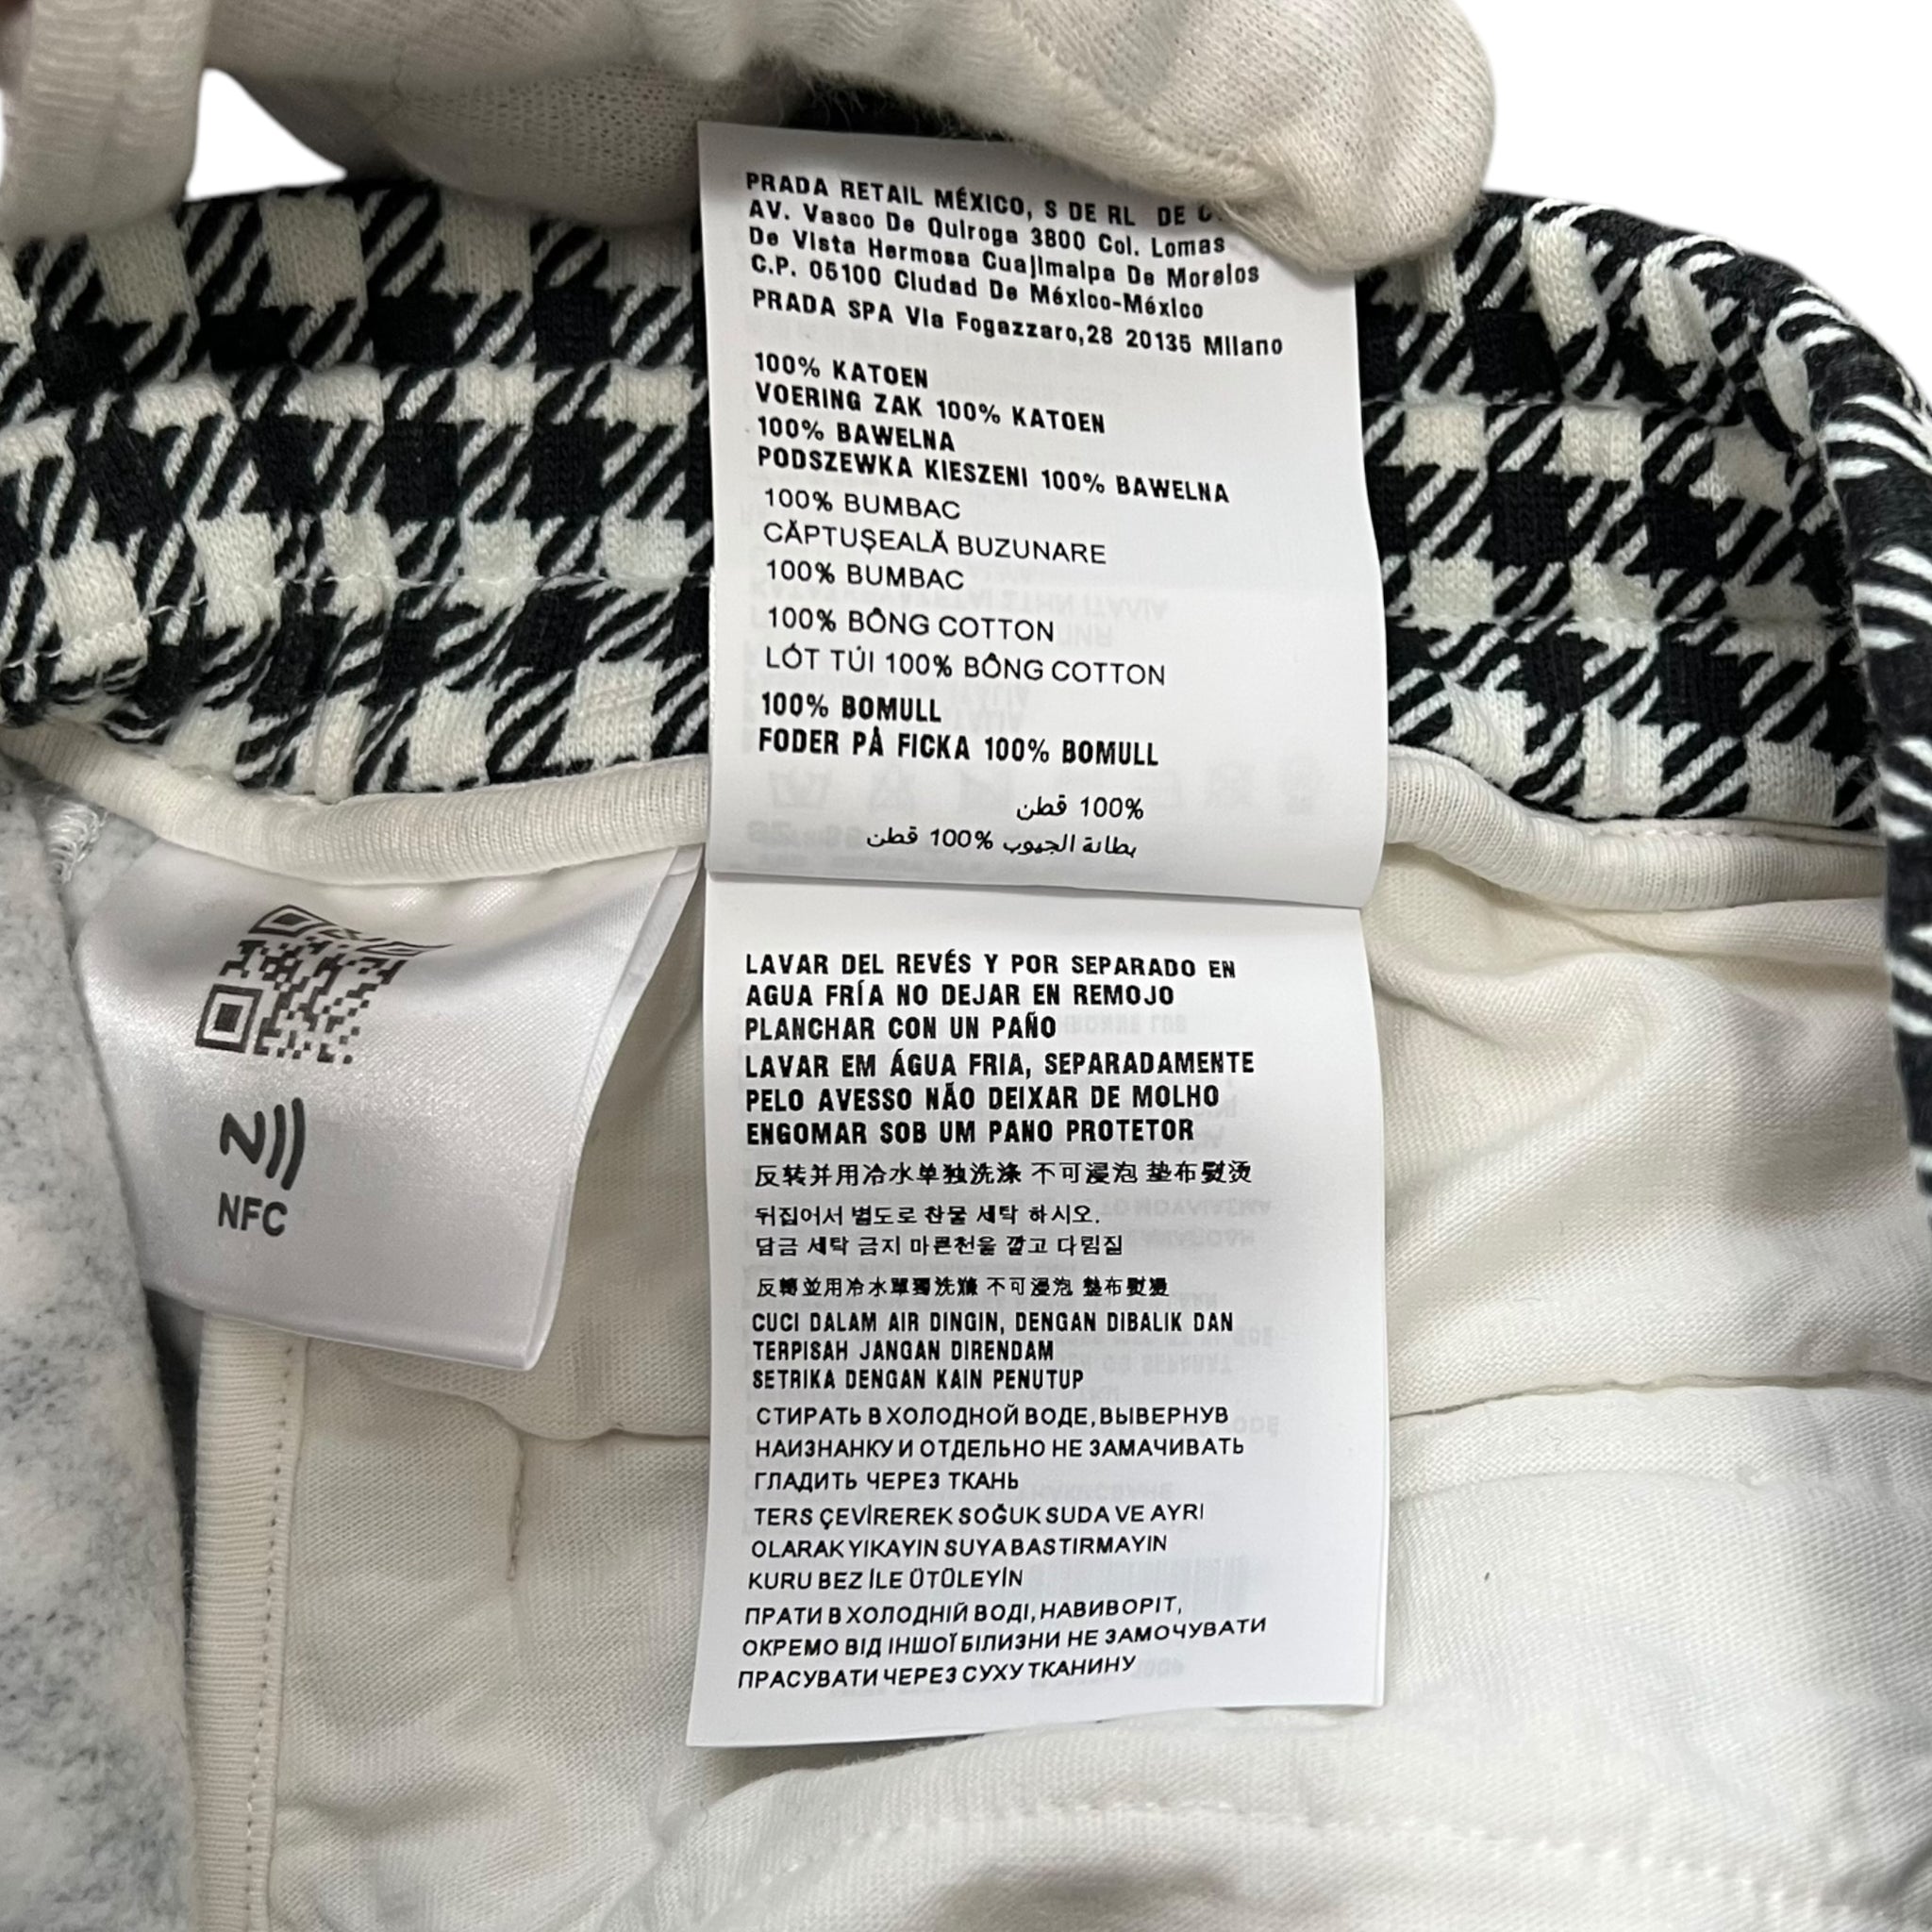 PRADA RETAIL MÉXICO, S DE RL DE
AV. Vasco De Quiroga 3800 Col. Lomas
De Vista Hermosa Cuajimalpa De Morelos
C.P. 05100 Ciudad De México-México
PRADA SPA Via Fogazzaro,28 20135 Milano
100% KATOEN
VOERING ZAK 100% KATOEN
100% BAWELNA
PODSZEWKA KIESZENI 100% BAWELNA
100% BUMBAC
CĂPTUȘEALĂ BUZUNARE
100% BUMBAC
100% BÔNG COTTON
LÓT TÚI 100% BÔNG COTTON
100% BOMULL
FODER PÅ FICKA 100% BOMULL
100% قطن
بطانة الجيوب 100% قطن
NFC
LAVAR DEL REVÉS Y POR SEPARADO EN
AGUA FRÍA NO DEJAR EN REMOJO
PLANCHAR CON UN PAÑO
LAVAR EM ÁGUA FRIA, SEPARADAMENTE
PELO AVESSO NÃO DEIXAR DE MOLHO
ENGOMAR SOB UM PANO PROTETOR
反转并用冷水单独洗涤 不可浸泡 垫布熨烫
뒤집어서 별도로 찬물 세탁 하시오.
담금 세탁 금지 마른천을 깔고 다림질
反轉並用冷水單獨洗滌 不可浸泡 墊布熨燙
CUCI DALAM AIR DINGIN, DENGAN DIBALIK DAN
TERPISAH JANGAN DIRENDAM
SETRIKA DENGAN KAIN PENUTUP
СТИРАТЬ В ХОЛОДНОЙ ВОДЕ, ВЫВЕРНУВ
НАИЗНАНКУ И ОТДЕЛЬНО НЕ ЗАМАЧИВАТЬ
ГЛАДИТЬ ЧЕРЕЗ ТКАНЬ
TERS ÇEVİREREK SOĞUK SUDA VE AYRI
OLARAK YIKAYIN SUYA BASTIRMAYIN
KURU BEZ İLE ÜTÜLEYİN
ПРАТИ В ХОЛОДНІЙ ВОДІ, НАВИВОРІТ,
ОКРЕМО ВІД ІНШОЇ БІЛИЗНИ НЕ ЗАМОЧУВАТИ
ПРАСУВАТИ ЧЕРЕЗ СУХУ ТКАНИНУ